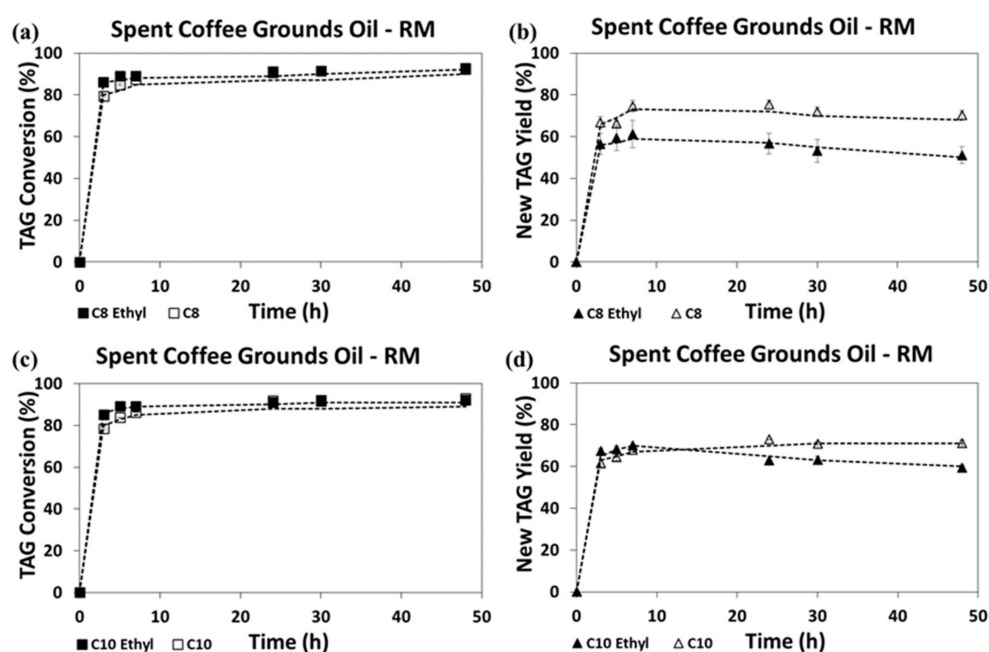 (a)
Spent Coffee Grounds Oil - RM
TAG Conversion (%)
100
80
60
40
20
0
0 10 20 30 40 50
Time (h)
■ C8 Ethyl □ C8
(b)
Spent Coffee Grounds Oil - RM
New TAG Yield (%)
100
80
60
40
20
0
0 10 20 30 40 50
Time (h)
▲ C8 Ethyl △ C8
(c)
Spent Coffee Grounds Oil - RM
TAG Conversion (%)
100
80
60
40
20
0
0 10 20 30 40 50
Time (h)
■ C10 Ethyl □ C10
(d)
Spent Coffee Grounds Oil - RM
New TAG Yield (%)
100
80
60
40
20
0
0 10 20 30 40 50
Time (h)
▲ C10 Ethyl △ C10